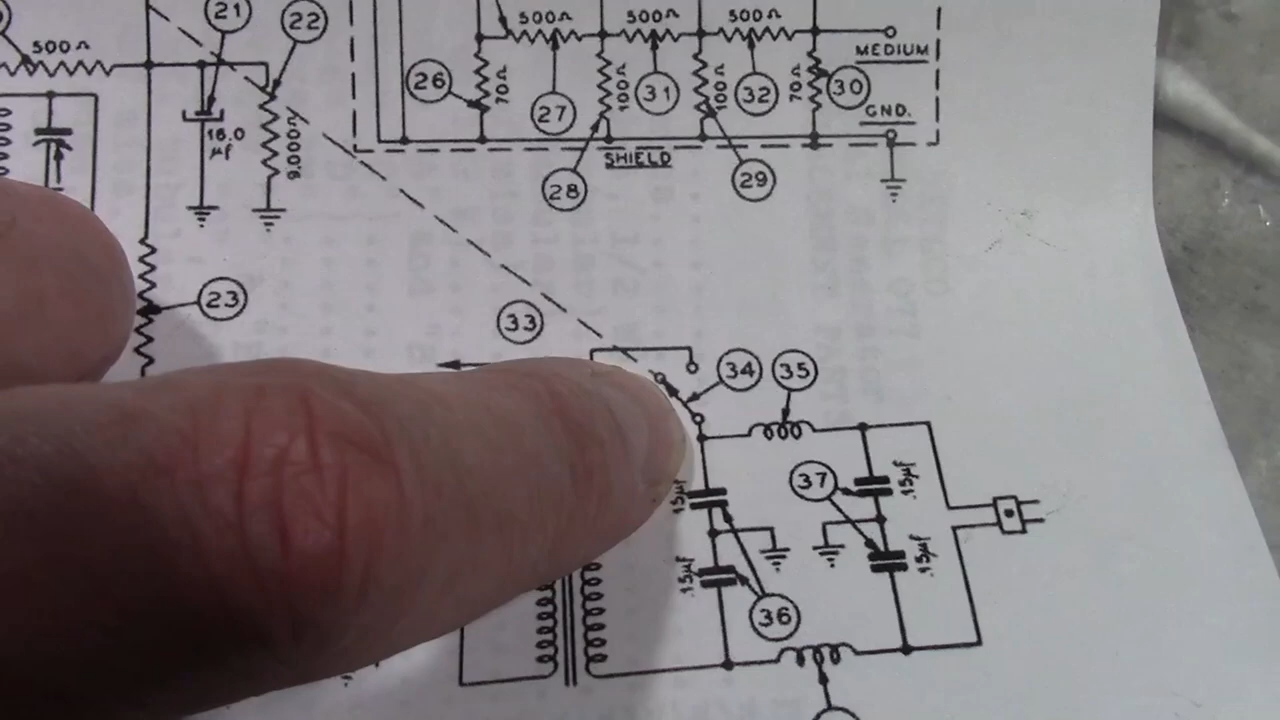 21
22
500Ω
16.0
µf
9,000Ω
23
500Ω
500Ω
500Ω
MEDIUM
26
70Ω
27
100Ω
31
100Ω
32
70Ω
30
GND.
SHIELD
28
29
33
34
35
.15µf
37
.15µf
.15µf
.15µf
36